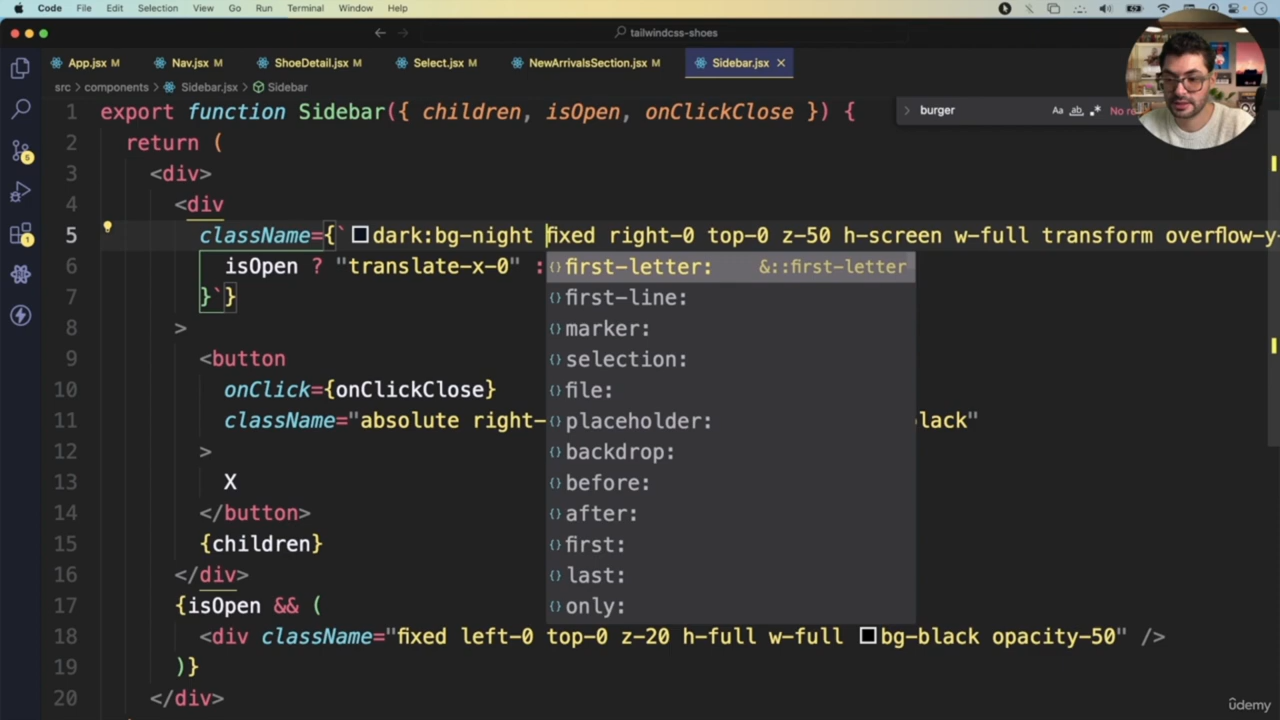 Code File Edit Selection View Go Run Terminal Window Help
tailwindcss-shoes
App.jsx M Nav.jsx M ShoeDetail.jsx M Select.jsx M NewArrivalsSection.jsx M Sidebar.jsx
src > components > Sidebar.jsx > Sidebar
burger Aa ab .* No re
1 export function Sidebar({ children, isOpen, onClickClose }) {
2 return (
3 <div>
4 <div
5 className={` dark:bg-night fixed right-0 top-0 z-50 h-screen w-full transform overflow-y-
6 isOpen ? "translate-x-0" :
first-letter: &::first-letter
7 }`}
first-line:
8 >
marker:
9 <button
selection:
10 onClick={onClickClose}
file:
11 className="absolute right- lack"
placeholder:
12 >
backdrop:
13 X
before:
14 </button>
after:
15 {children}
first:
16 </div>
last:
17 {isOpen && (
only:
18 <div className="fixed left-0 top-0 z-20 h-full w-full bg-black opacity-50" />
19 )}
20 </div>
5
1
ûdemy